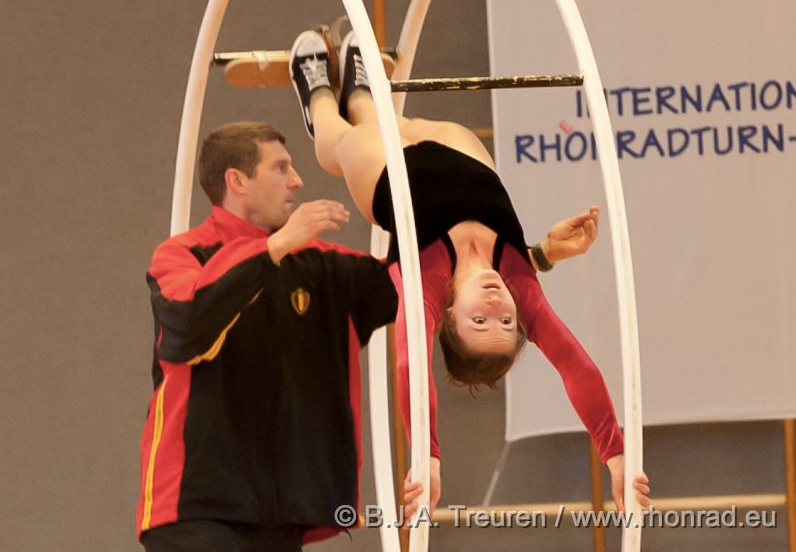 INTERNATION
RHÖNRADTURN-
© B.J.A. Treuren / www.rhonrad.eu